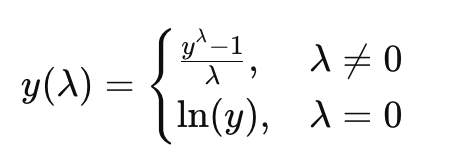 y(λ) = { (y^λ − 1)/λ, λ ≠ 0
ln(y), λ = 0